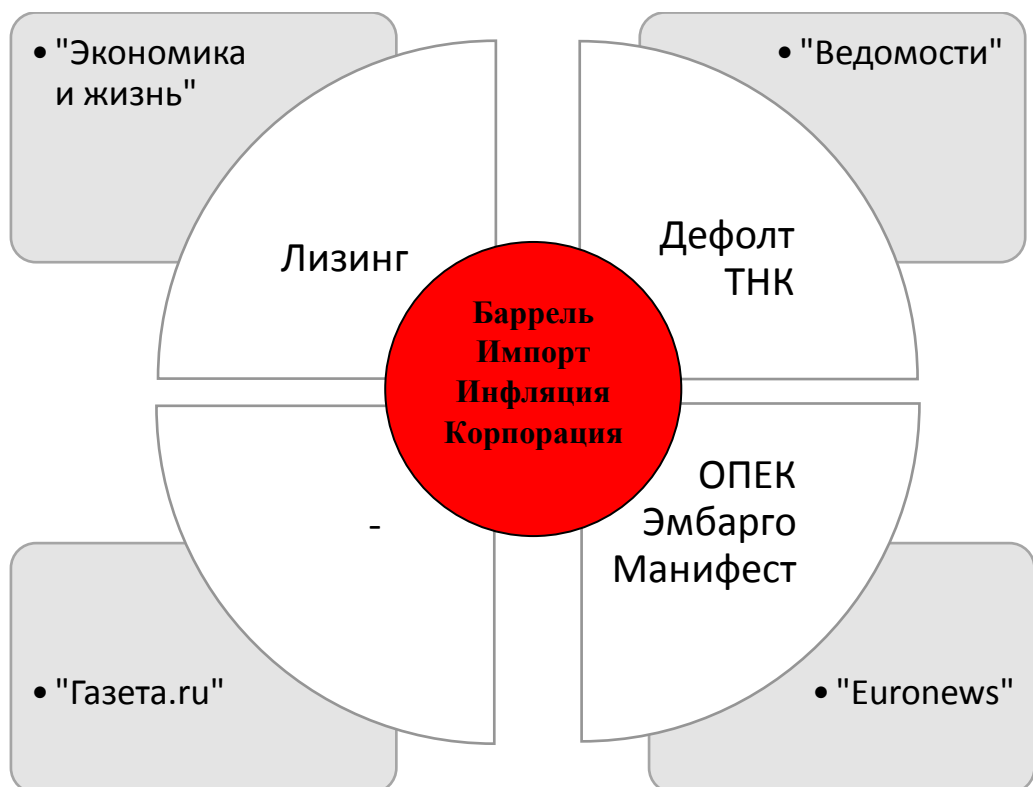 • "Экономика
и жизнь"
• "Ведомости"
Лизинг
Дефолт
ТНК
Баррель
Импорт
Инфляция
Корпорация
-
ОПЕК
Эмбарго
Манифест
• "Газета.ru"
• "Euronews"